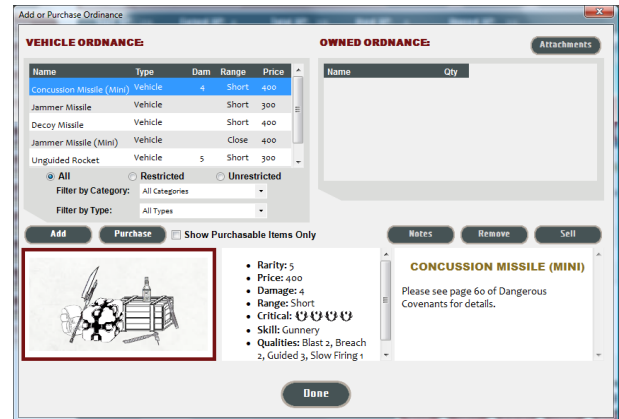 Add or Purchase Ordinance
VEHICLE ORDNANCE:
OWNED ORDNANCE:
Attachments
Name Type Dam Range Price
Concussion Missile (Mini) Vehicle 4 Short 400
Jammer Missile Vehicle Short 300
Decoy Missile Vehicle Short 400
Jammer Missile (Mini) Vehicle Close 400
Unguided Rocket Vehicle 5 Short 300
Name Qty
All Restricted Unrestricted
Filter by Category: All Categories
Filter by Type: All Types
Add Purchase Show Purchasable Items Only
Notes Remove Sell
Rarity: 5
Price: 400
Damage: 4
Range: Short
Critical:
Skill: Gunnery
Qualities: Blast 2, Breach
2, Guided 3, Slow Firing 1
CONCUSSION MISSILE (MINI)
Please see page 60 of Dangerous
Covenants for details.
Done